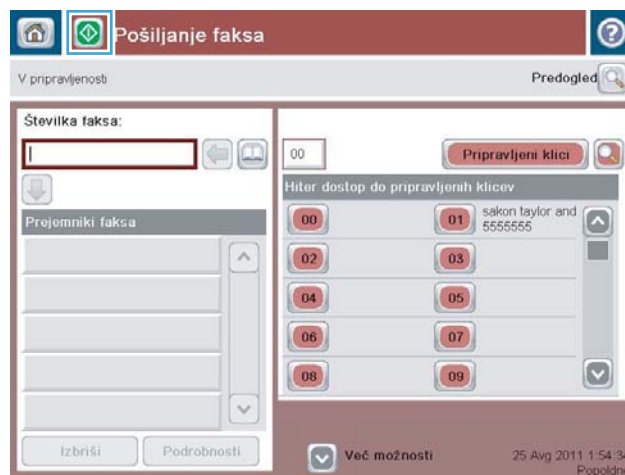 Pošiljanje faksa
V pripravljenosti
Predogled
Številka faksa:
00
Pripravljeni klici
Hiter dostop do pripravljenih klicev
Prejemniki faksa
00
01
sakon taylor and
5555555
02
03
04
05
06
07
08
09
Izbriši
Podrobnosti
Več možnosti
25 Avg 2011 1:54:34
Popoldne